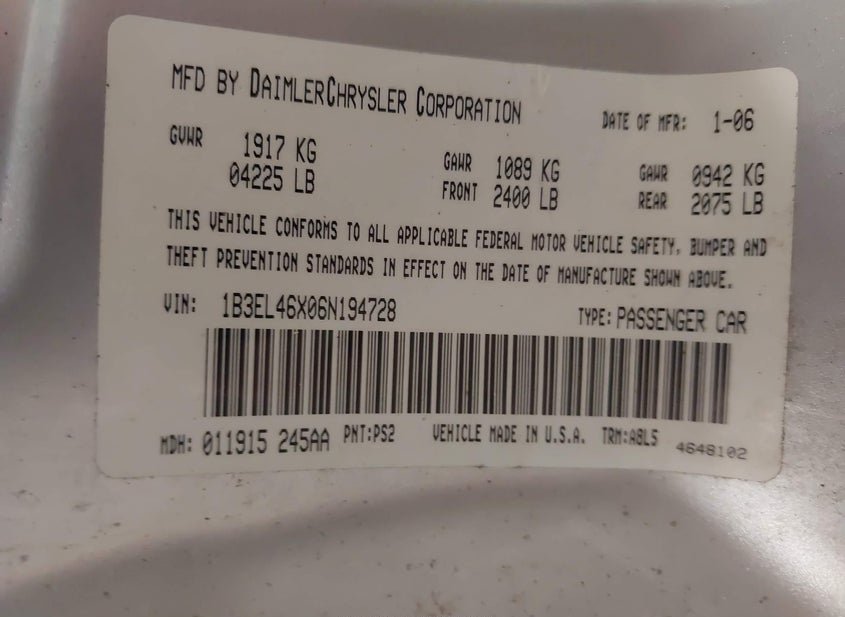 MFD BY DAIMLERCHRYSLER CORPORATION DATE OF MFR: 1-06
GVWR 1917 KG GAWR 1089 KG GAWR 0942 KG
04225 LB FRONT 2400 LB REAR 2075 LB
THIS VEHICLE CONFORMS TO ALL APPLICABLE FEDERAL MOTOR VEHICLE SAFETY, BUMPER AND
THEFT PREVENTION STANDARDS IN EFFECT ON THE DATE OF MANUFACTURE SHOWN ABOVE.
VIN: 1B3EL46X06N194728 TYPE: PASSENGER CAR
MDH: 011915 245AA PNT:PS2 VEHICLE MADE IN U.S.A. TRM:A8L5 4648102